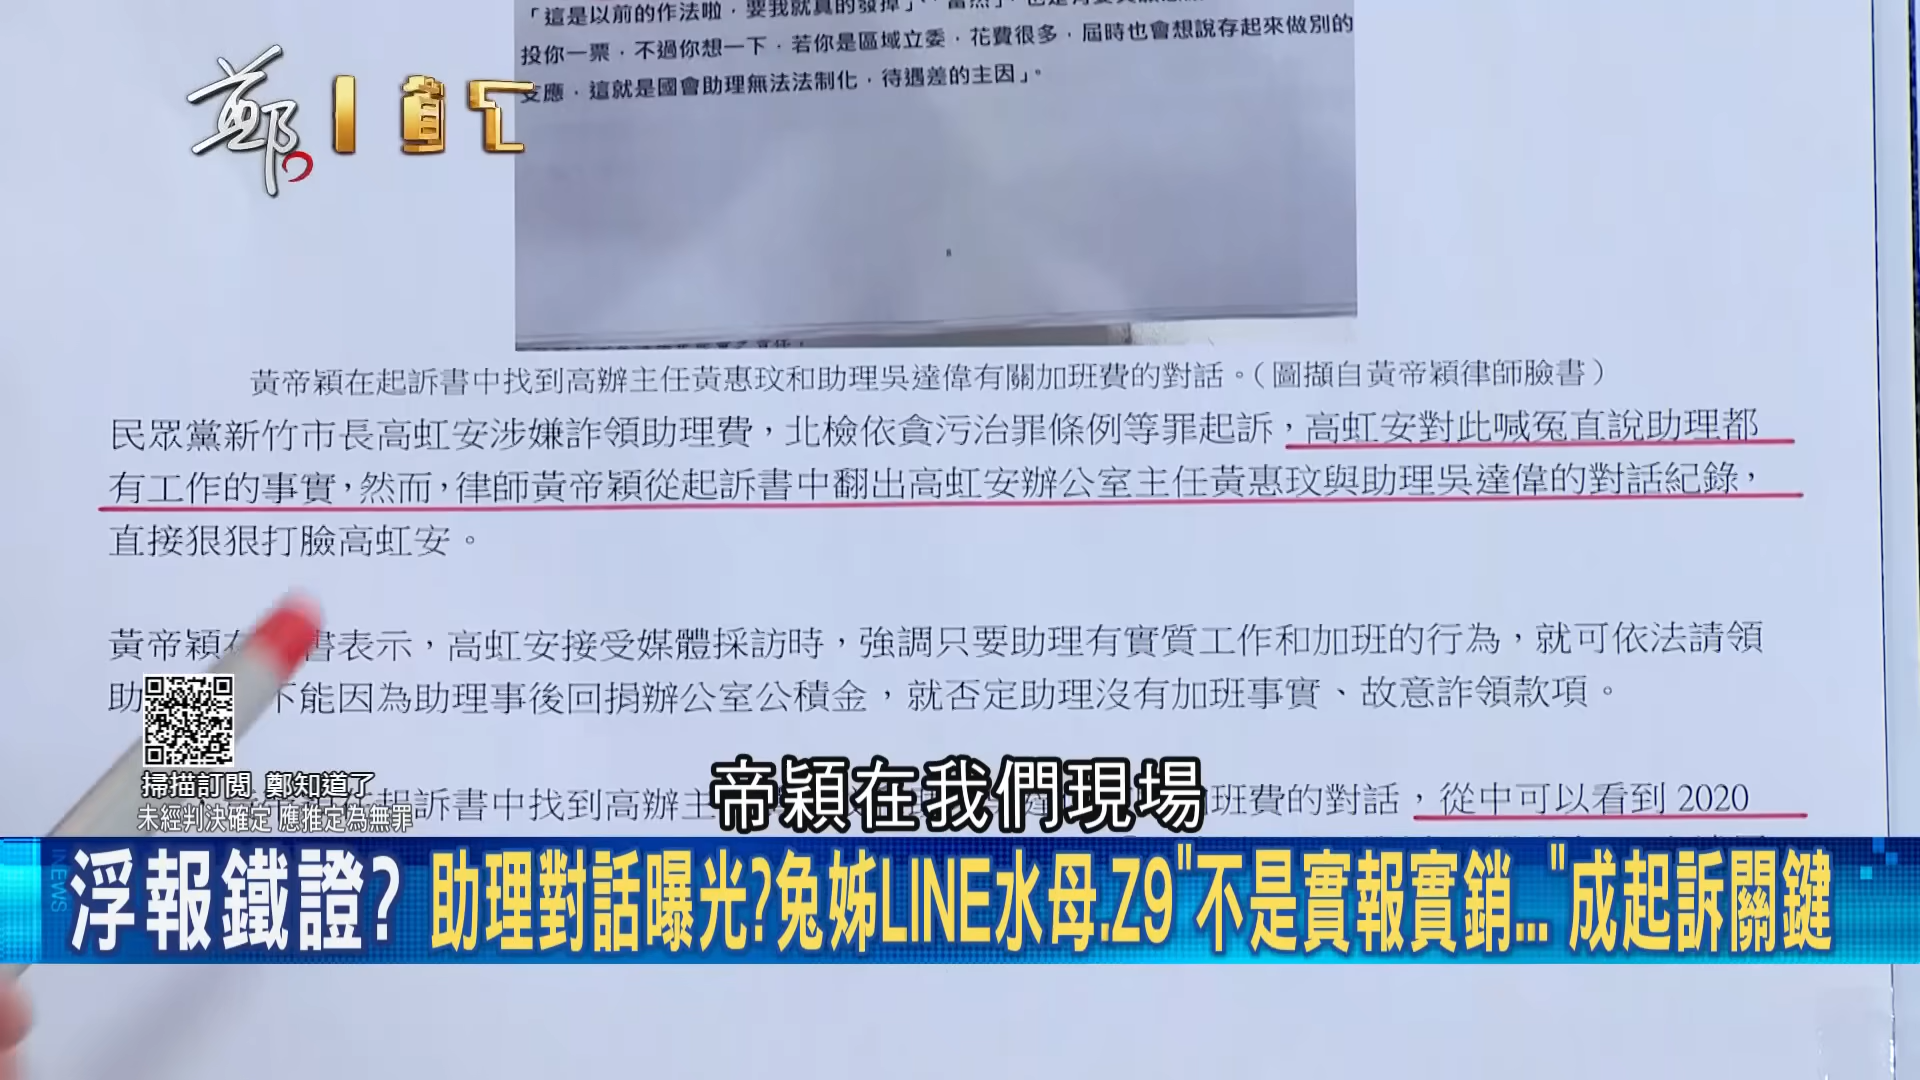 「這是以前的作法啦，要我就真的發掉」、「當然」，也是有要
投你一票，不過你想一下，若你是區域立委，花費很多，屆時也會想說存起來做別的
支應，這就是國會助理無法法制化，待遇差的主因」。
鄭
8
黃帝穎在起訴書中找到高辦主任黃惠玟和助理吳達偉有關加班費的對話。（圖擷自黃帝穎律師臉書）
民眾黨新竹市長高虹安涉嫌詐領助理費，北檢依貪污治罪條例等罪起訴，高虹安對此喊冤直說助理都
有工作的事實，然而，律師黃帝穎從起訴書中翻出高虹安辦公室主任黃惠玟與助理吳達偉的對話紀錄，
直接狠狠打臉高虹安。
黃帝穎在 書表示，高虹安接受媒體採訪時，強調只要助理有實質工作和加班的行為，就可依法請領
助 不能因為助理事後回捐辦公室公積金，就否定助理沒有加班事實、故意詐領款項。
掃描訂閱 鄭知道了
未經判決確定 應推定為無罪
起訴書中找到高辦主 加班費的對話，從中可以看到 2020
帝穎在我們現場
INEWS
浮報鐵證? 助理對話曝光?兔姊LINE水母.Z9"不是實報實銷..."成起訴關鍵